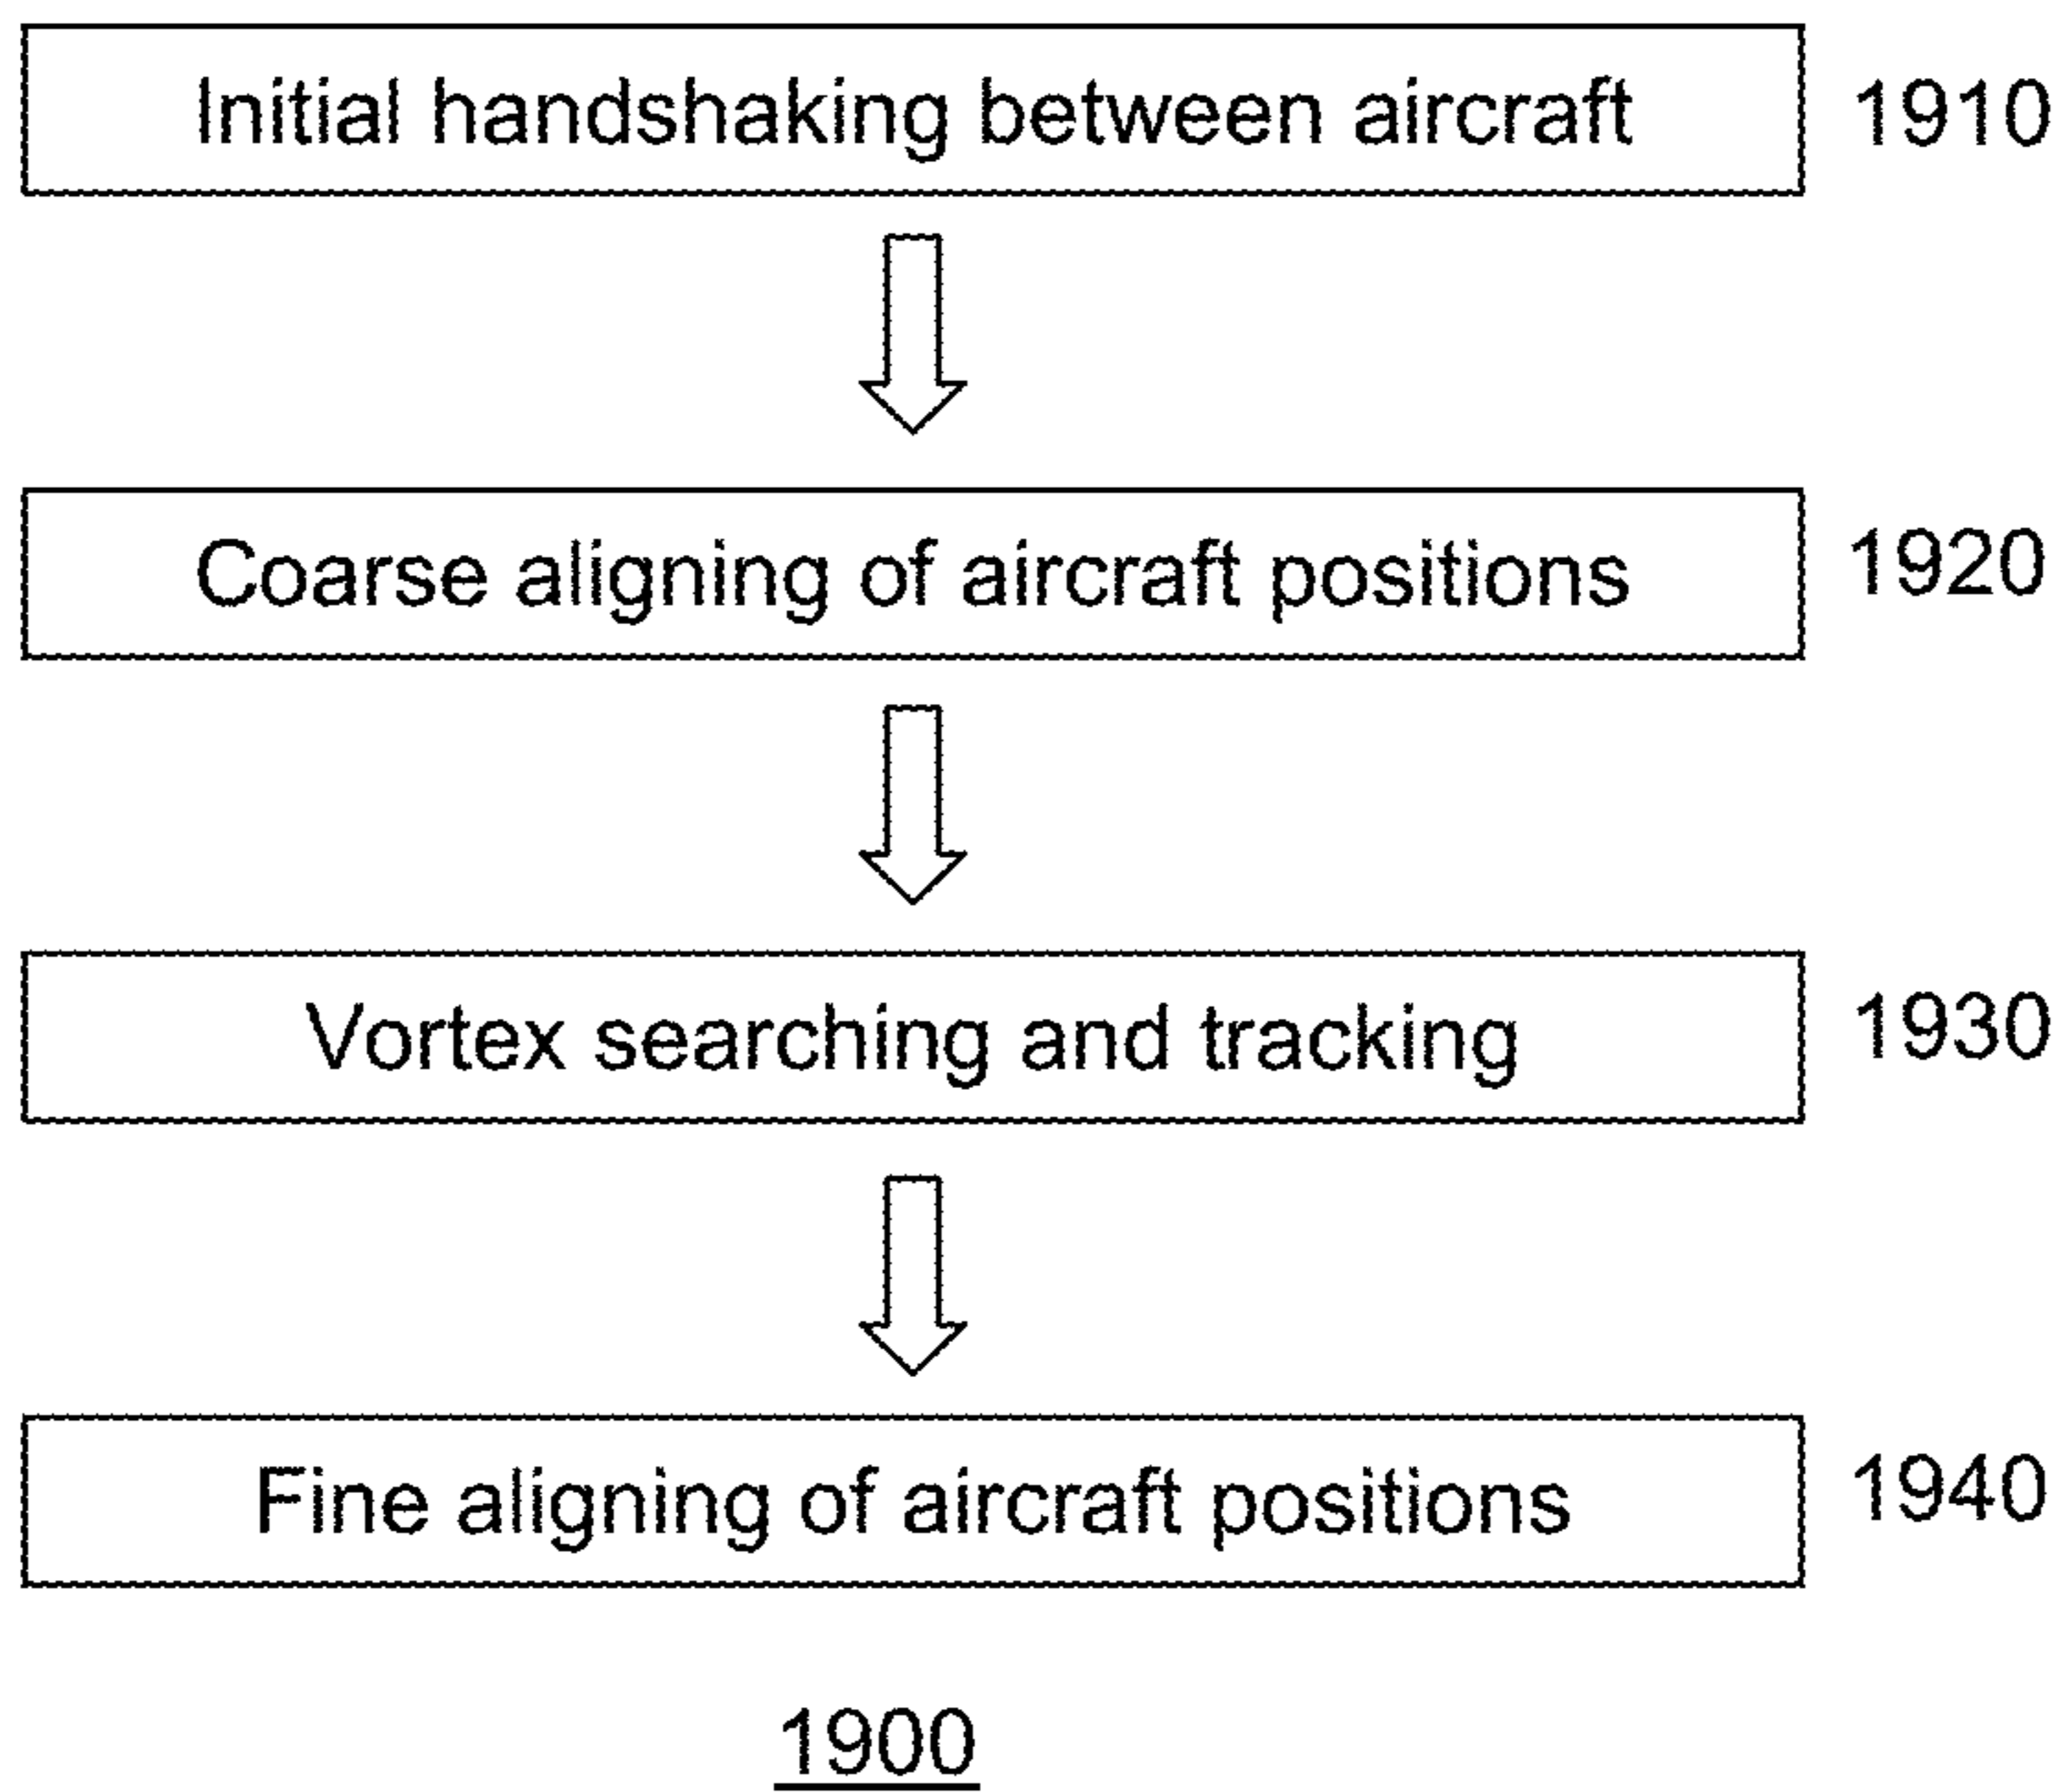 Initial handshaking between aircraft 1910
Coarse aligning of aircraft positions 1920
Vortex searching and tracking 1930
Fine aligning of aircraft positions 1940
1900